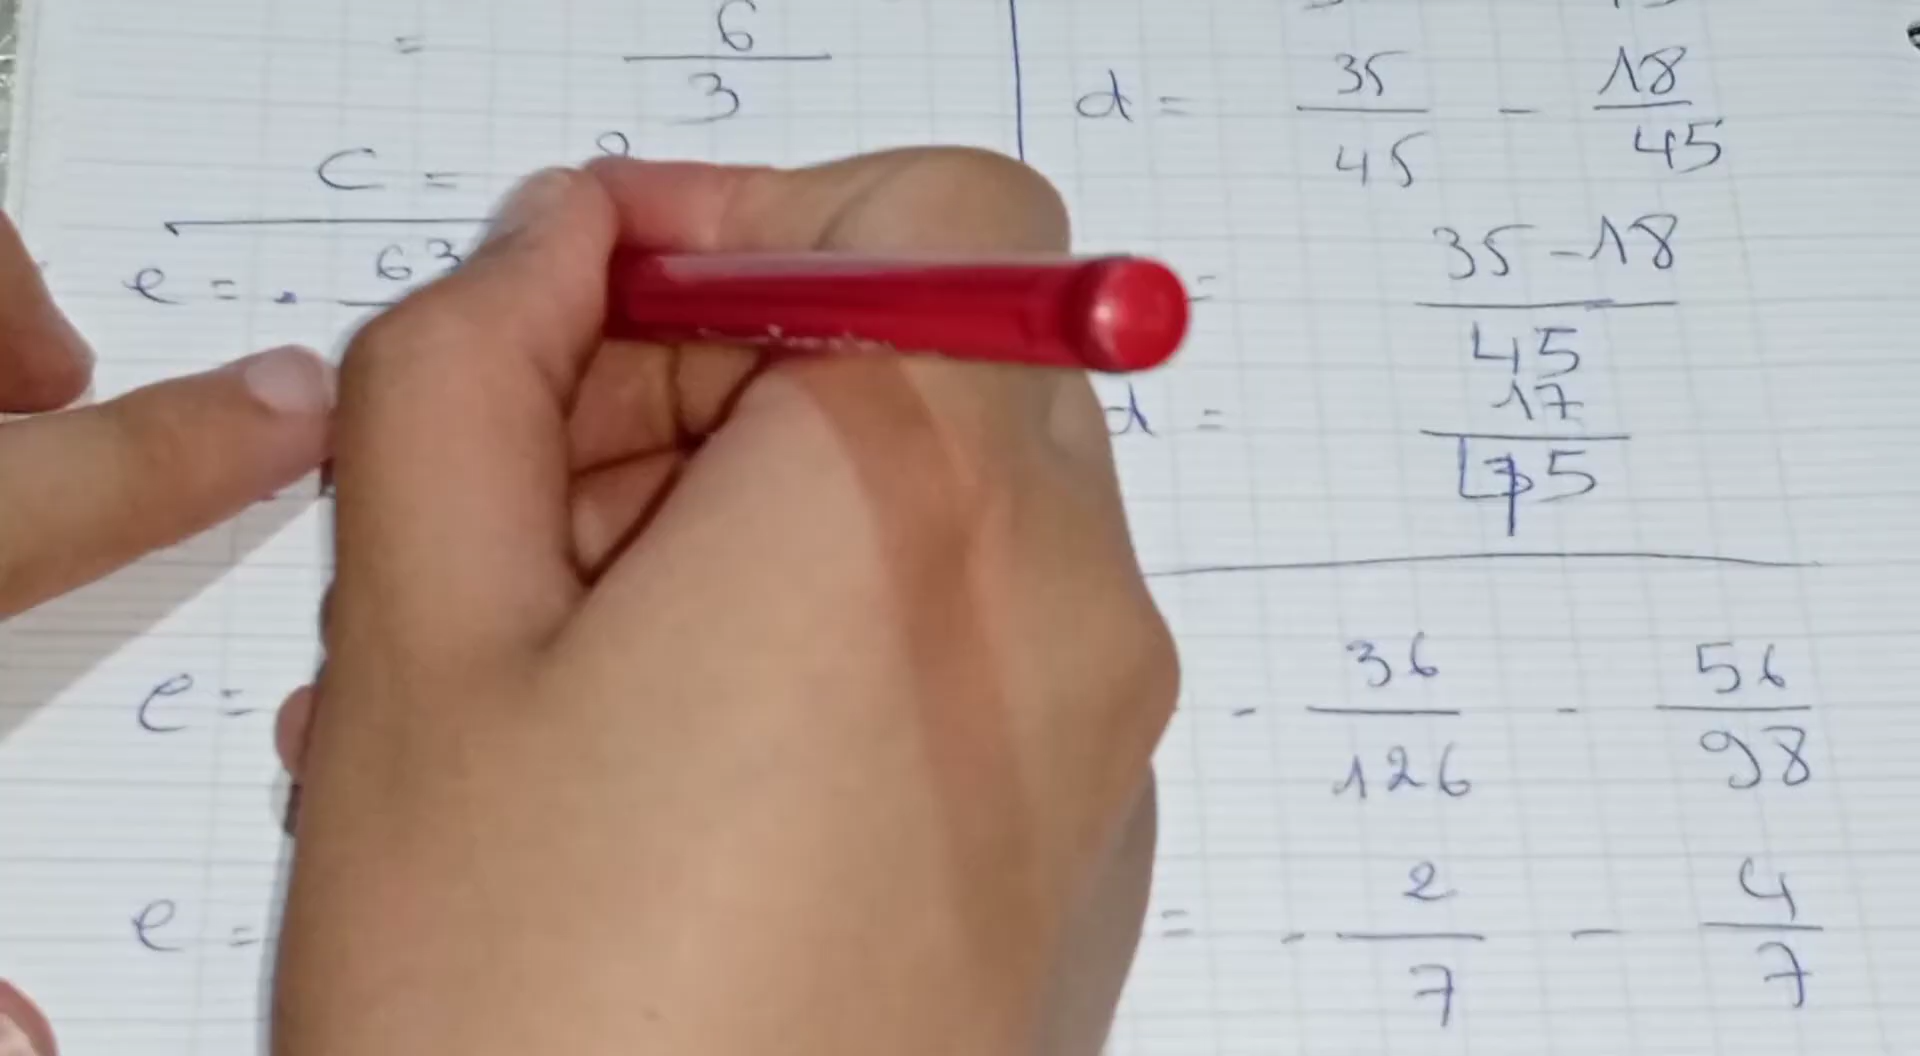 = 6/3
C =
e = - 63
e =
e =
d = 35/45 - 18/45
= 35-18/45
d = 17/45
- 36/126 - 56/98
= - 2/7 - 4/7